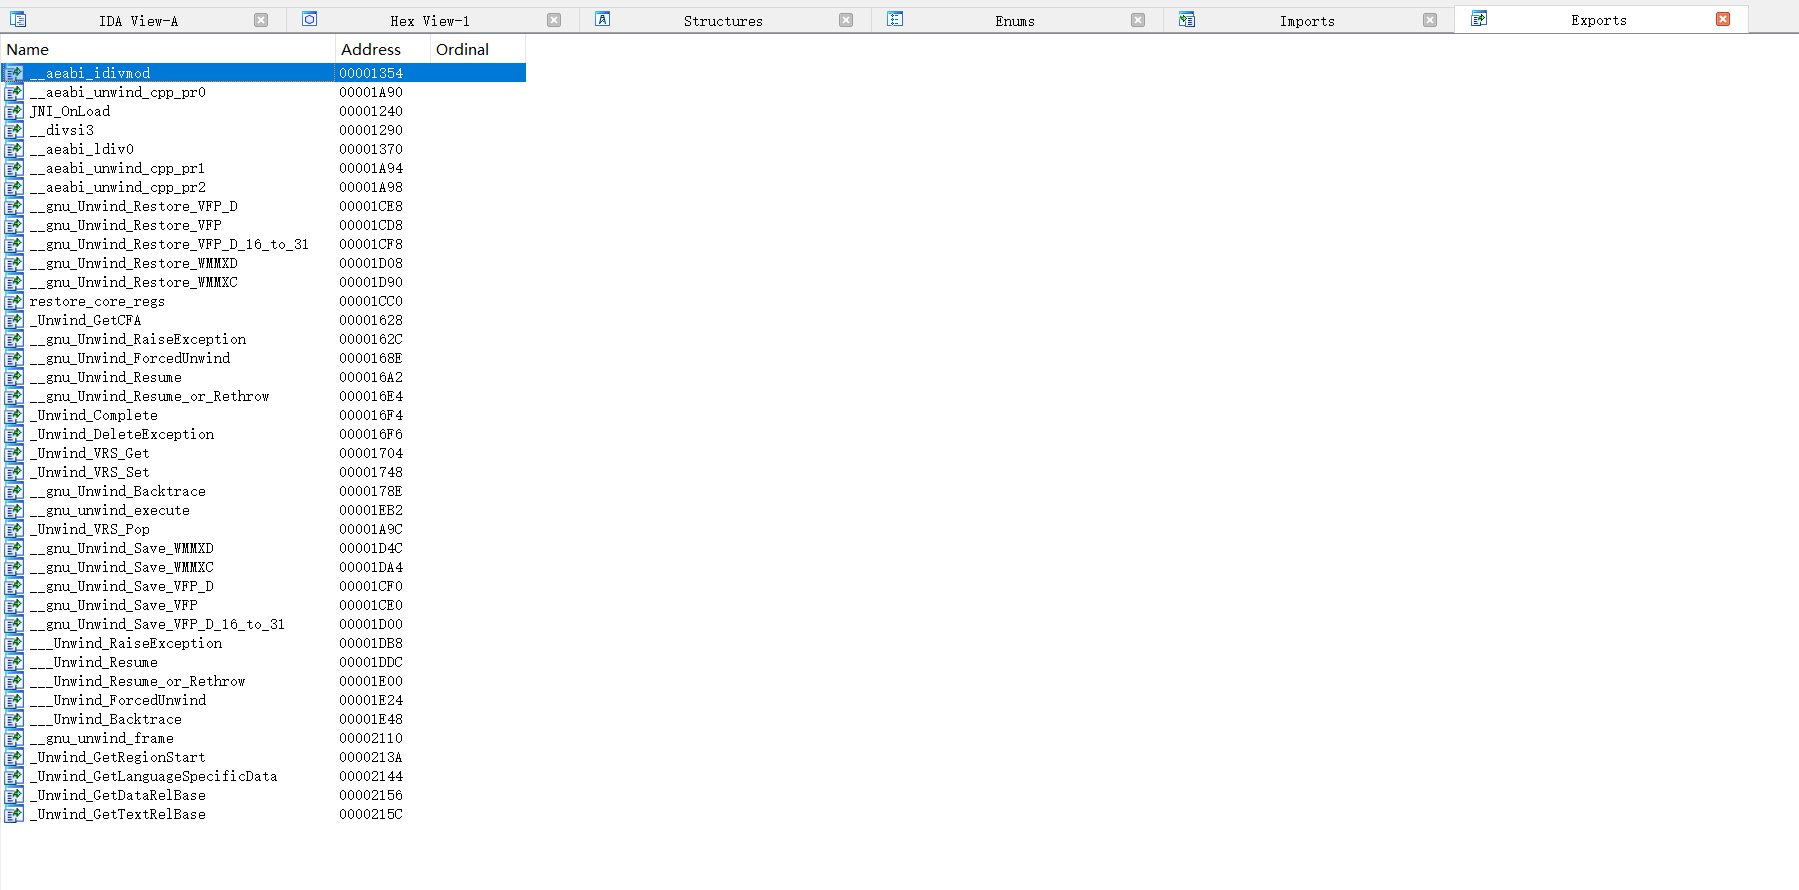 IDA View-A Hex View-1 Structures Enums Imports Exports
Name Address Ordinal
__aeabi_idivmod 00001354
__aeabi_unwind_cpp_pr0 00001A90
JNI_OnLoad 00001240
__divsi3 00001290
__aeabi_ldiv0 00001370
__aeabi_unwind_cpp_pr1 00001A94
__aeabi_unwind_cpp_pr2 00001A98
__gnu_Unwind_Restore_VFP_D 00001CE8
__gnu_Unwind_Restore_VFP 00001CD8
__gnu_Unwind_Restore_VFP_D_16_to_31 00001CF8
__gnu_Unwind_Restore_WMMXD 00001D08
__gnu_Unwind_Restore_WMMXC 00001D90
restore_core_regs 00001CC0
_Unwind_GetCFA 00001628
__gnu_Unwind_RaiseException 0000162C
__gnu_Unwind_ForcedUnwind 0000168E
__gnu_Unwind_Resume 000016A2
__gnu_Unwind_Resume_or_Rethrow 000016E4
_Unwind_Complete 000016F4
_Unwind_DeleteException 000016F6
_Unwind_VRS_Get 00001704
_Unwind_VRS_Set 00001748
__gnu_Unwind_Backtrace 0000178E
__gnu_unwind_execute 00001EB2
_Unwind_VRS_Pop 00001A9C
__gnu_Unwind_Save_WMMXD 00001D4C
__gnu_Unwind_Save_WMMXC 00001DA4
__gnu_Unwind_Save_VFP_D 00001CF0
__gnu_Unwind_Save_VFP 00001CE0
__gnu_Unwind_Save_VFP_D_16_to_31 00001D00
___Unwind_RaiseException 00001DB8
___Unwind_Resume 00001DDC
___Unwind_Resume_or_Rethrow 00001E00
___Unwind_ForcedUnwind 00001E24
___Unwind_Backtrace 00001E48
__gnu_unwind_frame 00002110
_Unwind_GetRegionStart 0000213A
_Unwind_GetLanguageSpecificData 00002144
_Unwind_GetDataRelBase 00002156
_Unwind_GetTextRelBase 0000215C